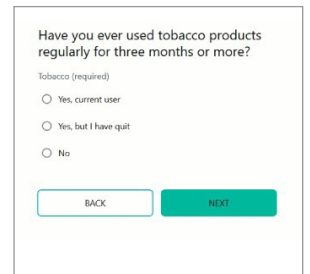 Have you ever used tobacco products
regularly for three months or more?
Tobacco (required)
Yes, current user
Yes, but I have quit
No
BACK
NEXT